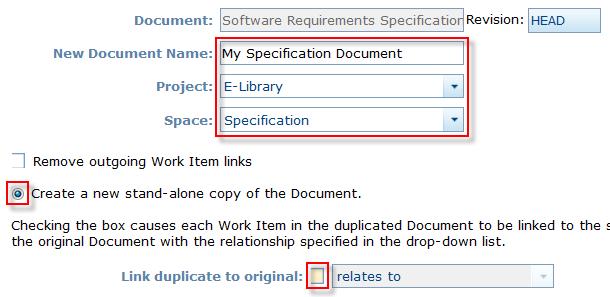 Document: Software Requirements Specification Revision: HEAD
New Document Name: My Specification Document
Project: E-Library
Space: Specification
Remove outgoing Work Item links
Create a new stand-alone copy of the Document.
Checking the box causes each Work Item in the duplicated Document to be linked to the
the original Document with the relationship specified in the drop-down list.
Link duplicate to original: relates to